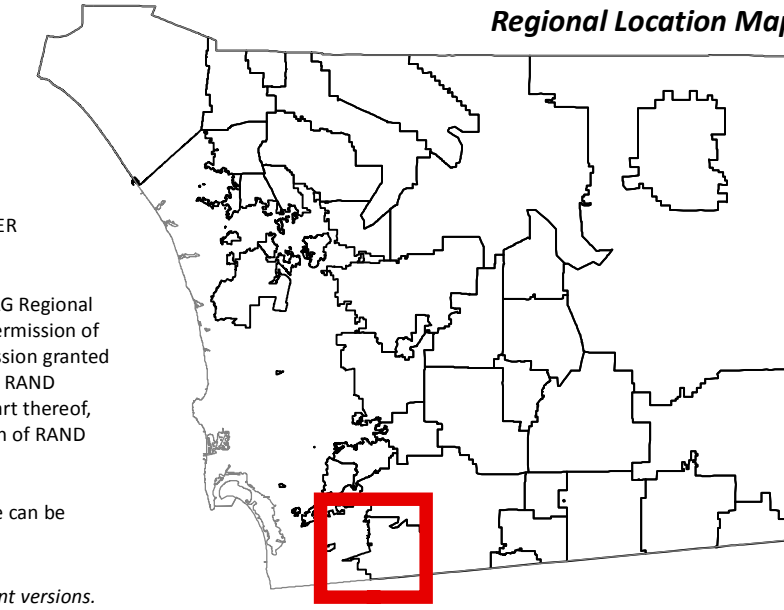 Regional Location Map
ER
G Regional
ermission of
ssion granted
RAND
art thereof,
n of RAND
e can be
nt versions.